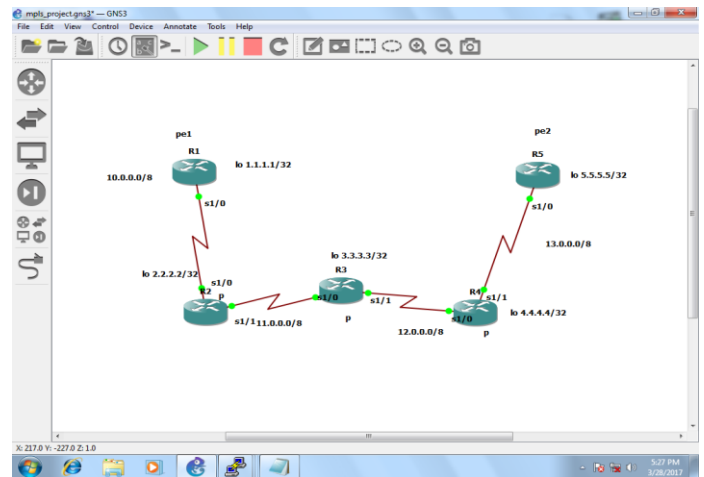 mpls_project.gns3* — GNS3
File Edit View Control Device Annotate Tools Help
pe1
R1
lo 1.1.1.1/32
10.0.0.0/8
s1/0
pe2
R5
lo 5.5.5.5/32
s1/0
13.0.0.0/8
lo 2.2.2.2/32
s1/0
R2
p
s1/1
11.0.0.0/8
lo 3.3.3.3/32
R3
s1/0
s1/1
p
12.0.0.0/8
R4
s1/1
s1/0
lo 4.4.4.4/32
p
X: 217.0 Y: -227.0 Z: 1.0
5:27 PM
3/28/2017